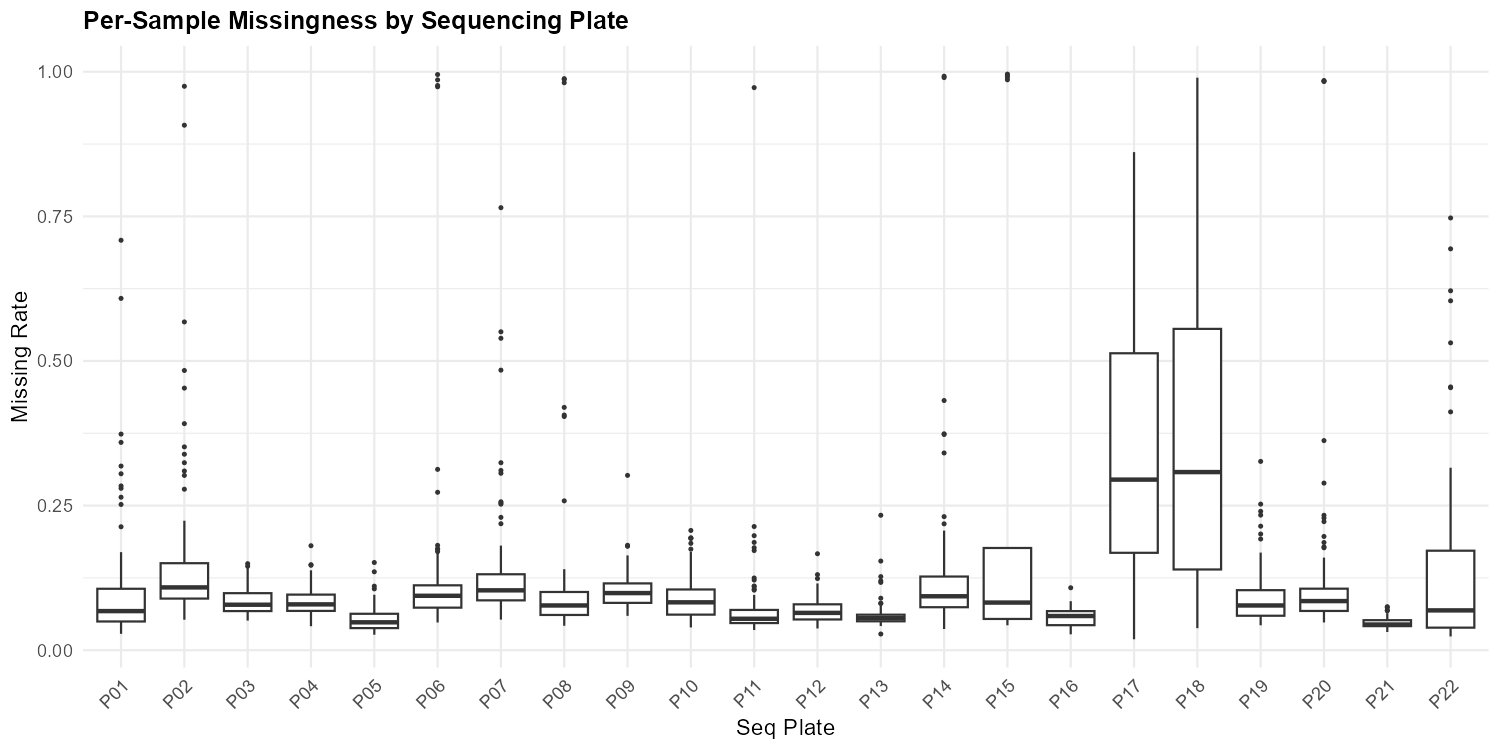 Per-Sample Missingness by Sequencing Plate
1.00
0.75
0.50
0.25
0.00
Missing Rate
P01 P02 P03 P04 P05 P06 P07 P08 P09 P10 P11 P12 P13 P14 P15 P16 P17 P18 P19 P20 P21 P22
Seq Plate